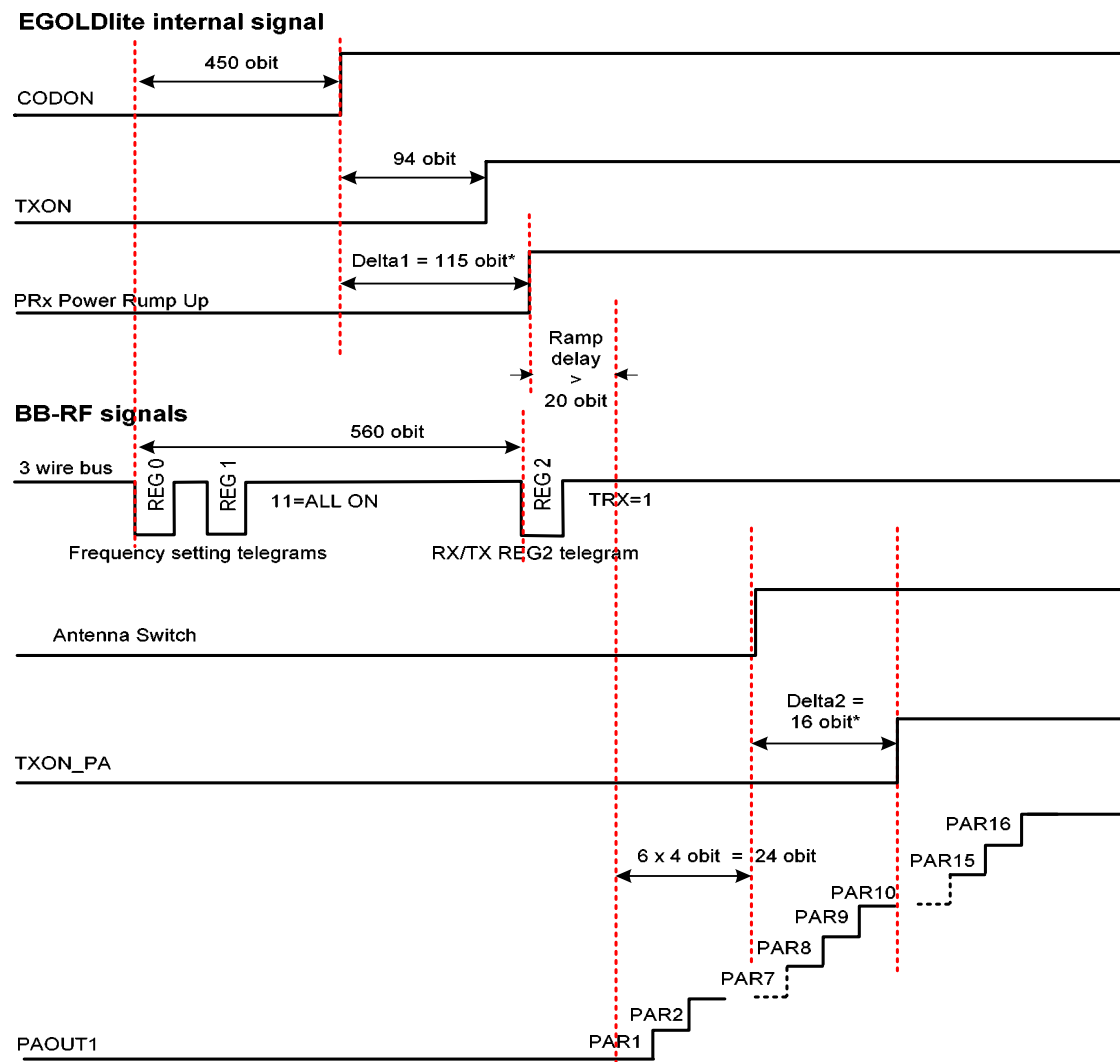 EGOLDlite internal signal
450 obit
CODON
94 obit
TXON
Delta1 = 115 obit*
PRx Power Rump Up
Ramp
delay
>
20 obit
BB-RF signals
560 obit
3 wire bus
REG 0
REG 1
11=ALL ON
REG 2
TRX=1
Frequency setting telegrams
RX/TX REG2 telegram
Antenna Switch
Delta2 =
16 obit*
TXON_PA
PAR16
6 x 4 obit = 24 obit
PAR15
PAR10
PAR9
PAR8
PAR7
PAR2
PAR1
PAOUT1